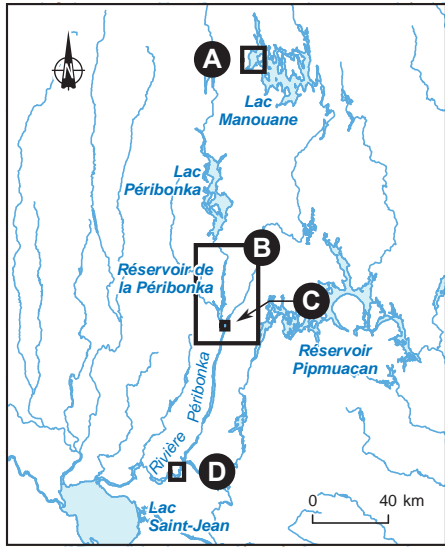 N
A
Lac
Manouane
Lac
Péribonka
B
Réservoir de
la Péribonka
C
Réservoir
Pipmuacan
Rivière Péribonka
D
Lac
Saint-Jean
0 40 km